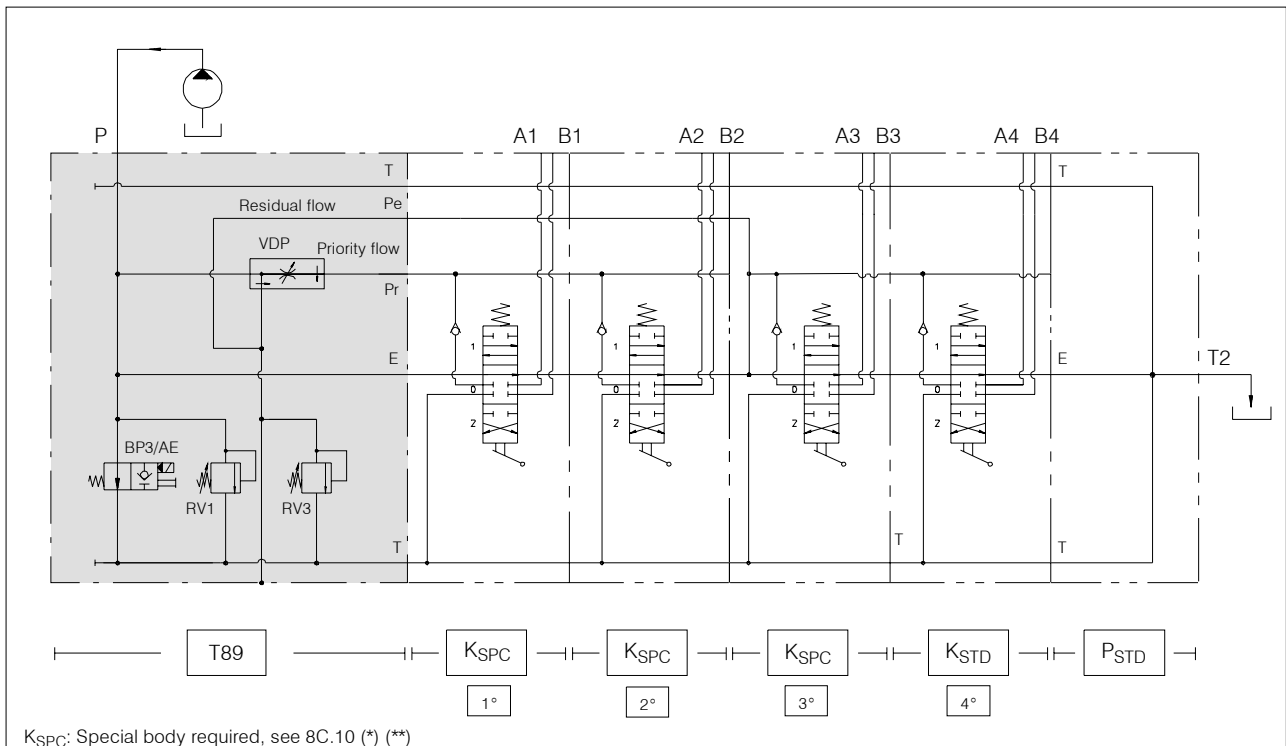 P
A1 B1 A2 B2 A3 B3 A4 B4
T T
Residual flow Pe
VDP Priority flow
Pr
1 1 1 1
E E T2
0 0 0 0
BP3/AE
2 2 2 2
RV1 RV3
T T T
T89 KSPC KSPC KSPC KSTD PSTD
1° 2° 3° 4°
KSPC: Special body required, see 8C.10 (*) (**)